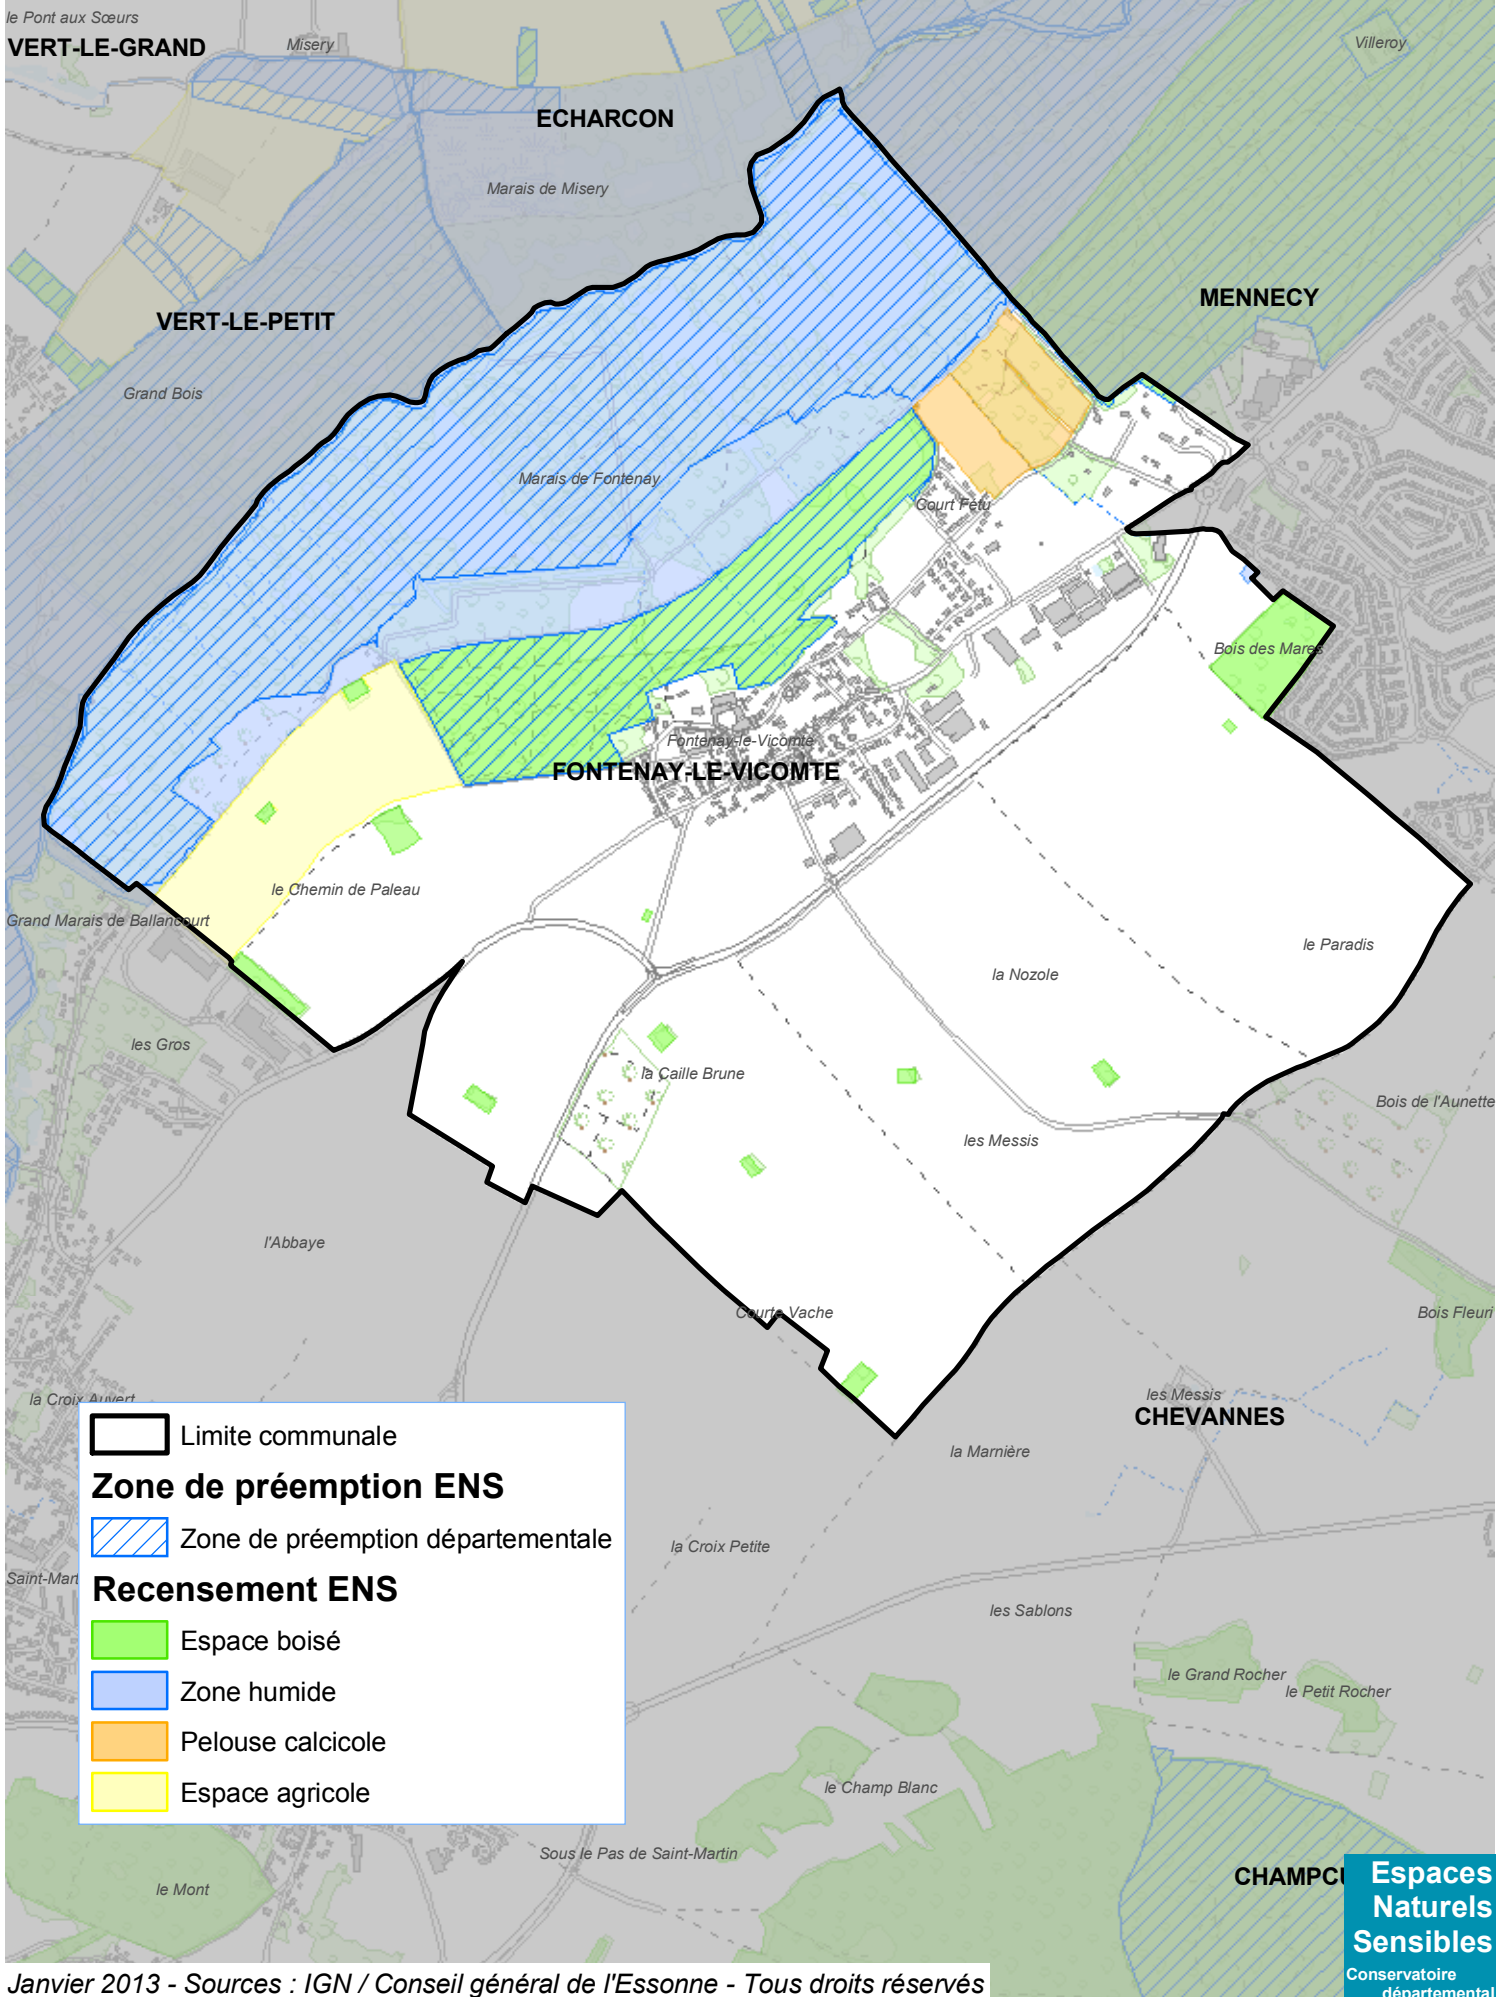 le Pont aux Sœurs
VERT-LE-GRAND
Misery
Villeroy
ECHARCON
Marais de Misery
MENNECY
VERT-LE-PETIT
Grand Bois
Marais de Fontenay
Court Fétu
Bois des Mares
Fontenay-le-Vicomte
FONTENAY-LE-VICOMTE
le Chemin de Paleau
Grand Marais de Ballancourt
le Paradis
la Nozole
les Gros
la Caille Brune
Bois de l'Aunette
les Messis
l'Abbaye
Courte Vache
Bois Fleuri
la Croix Auvert
les Messis
CHEVANNES
la Marnière
Limite communale
Zone de préemption ENS
Zone de préemption départementale
la Croix Petite
Recensement ENS
Saint-Mart
les Sablons
Espace boisé
le Grand Rocher
le Petit Rocher
Zone humide
Pelouse calcicole
Espace agricole
le Champ Blanc
Sous le Pas de Saint-Martin
le Mont
CHAMPCU
Espaces
Naturels
Sensibles
Conservatoire
départemental
Janvier 2013 - Sources : IGN / Conseil général de l'Essonne - Tous droits réservés